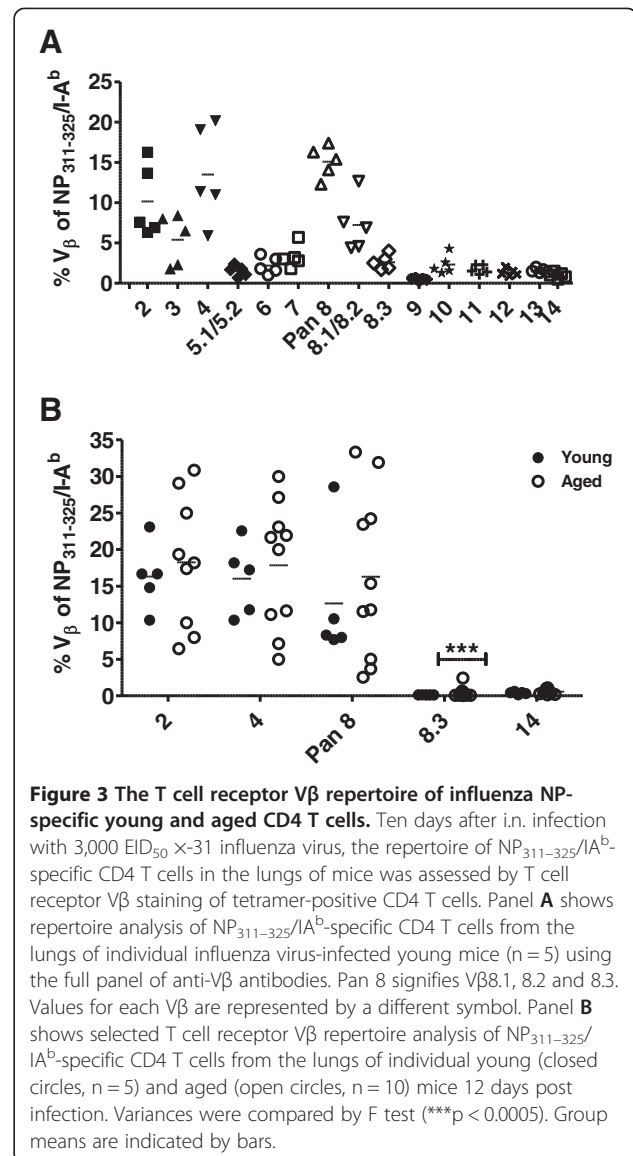 A
% Vβ of NP311-325/I-Ab
25
20
15
10
5
0
2
3
4
5.1/5.2
6
7
Pan 8
8.1/8.2
8.3
9
10
11
12
13
14
B
% Vβ of NP311-325/I-Ab
35
30
25
20
15
10
5
0
Young
Aged
***
2
4
Pan 8
8.3
14
Figure 3 The T cell receptor Vβ repertoire of influenza NP-
specific young and aged CD4 T cells. Ten days after i.n. infection
with 3,000 EID50 ×-31 influenza virus, the repertoire of NP311–325/IAb-
specific CD4 T cells in the lungs of mice was assessed by T cell
receptor Vβ staining of tetramer-positive CD4 T cells. Panel A shows
repertoire analysis of NP311–325/IAb-specific CD4 T cells from the
lungs of individual influenza virus-infected young mice (n = 5) using
the full panel of anti-Vβ antibodies. Pan 8 signifies Vβ8.1, 8.2 and 8.3.
Values for each Vβ are represented by a different symbol. Panel B
shows selected T cell receptor Vβ repertoire analysis of NP311–325/
IAb-specific CD4 T cells from the lungs of individual young (closed
circles, n = 5) and aged (open circles, n = 10) mice 12 days post
infection. Variances were compared by F test (***p < 0.0005). Group
means are indicated by bars.